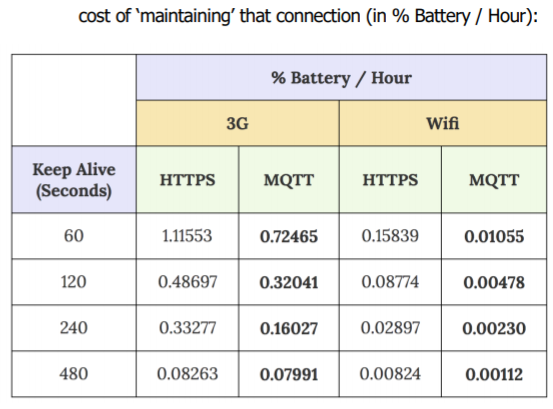 cost of ‘maintaining’ that connection (in % Battery / Hour):
% Battery / Hour
3G Wifi
Keep Alive
(Seconds)
HTTPS MQTT HTTPS MQTT
60 1.11553 0.72465 0.15839 0.01055
120 0.48697 0.32041 0.08774 0.00478
240 0.33277 0.16027 0.02897 0.00230
480 0.08263 0.07991 0.00824 0.00112